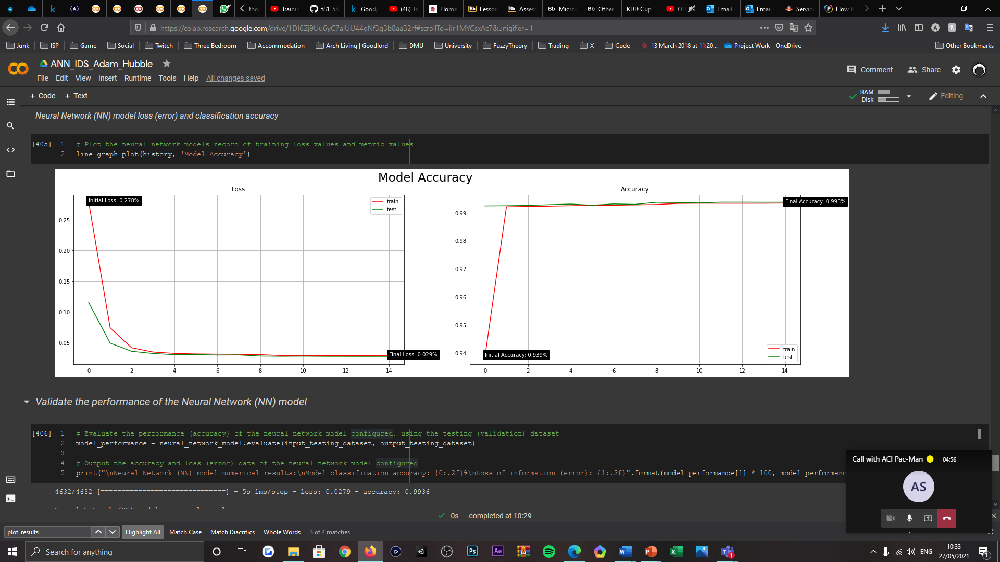 thor
Trainin
t81_55
Good/
(48) Te
Home
Lesson
Assess
Micros
Other
KDD Cup 1
OD
Email
Email
Servic
How to
https://colab.research.google.com/drive/1DI6Zj9Uu6yC7aIUU44qNf3q3b8aa32rf#scrollTo=iIr1MYCsxAc7&uniqifier=1
Junk
ISP
Game
Social
Twitch
Three Bedroom
Accommodation
Arch Living | Goodlord
DMU
University
FuzzyTheory
Trading
X
Code
13 March 2018 at 11:20...
Project Work - OneDrive
Other Bookmarks
ANN_IDS_Adam_Hubble
File Edit View Insert Runtime Tools Help All changes saved
Comment
Share
+ Code + Text
RAM
Disk
Editing
Neural Network (NN) model loss (error) and classification accuracy
[405] 1 # Plot the neural network models record of training loss values and metric values
2 line_graph_plot(history, 'Model Accuracy')
Model Accuracy
Loss
Initial Loss: 0.278%
train
test
0.25
0.20
0.15
0.10
0.05
Final Loss: 0.029%
0 2 4 6 8 10 12 14
Accuracy
Final Accuracy: 0.993%
0.99
0.98
0.97
0.96
0.95
0.94
Initial Accuracy: 0.939%
train
test
0 2 4 6 8 10 12 14
Validate the performance of the Neural Network (NN) model
[406] 1 # Evaluate the performance (accuracy) of the neural network model configured, using the testing (validation) dataset
2 model_performance = neural_network_model.evaluate(input_testing_dataset, output_testing_dataset)
3
4 # Output the accuracy and loss (error) data of the neural network model configured
5 print("\nNeural Network (NN) model numerical results:\nModel classification accuracy: {0:.2f}%\nLoss of information (error): {1:.2f}".format(model_performance[1] * 100, model_performanc
4632/4632 [==============================] - 5s 1ms/step - loss: 0.0279 - accuracy: 0.9936
Call with ACI Pac-Man 04:56
AS
0s completed at 10:29
plot_results
Highlight All Match Case Match Diacritics Whole Words 3 of 4 matches
Search for anything
Ps
Ae
ENG
10:33
27/05/2021
1